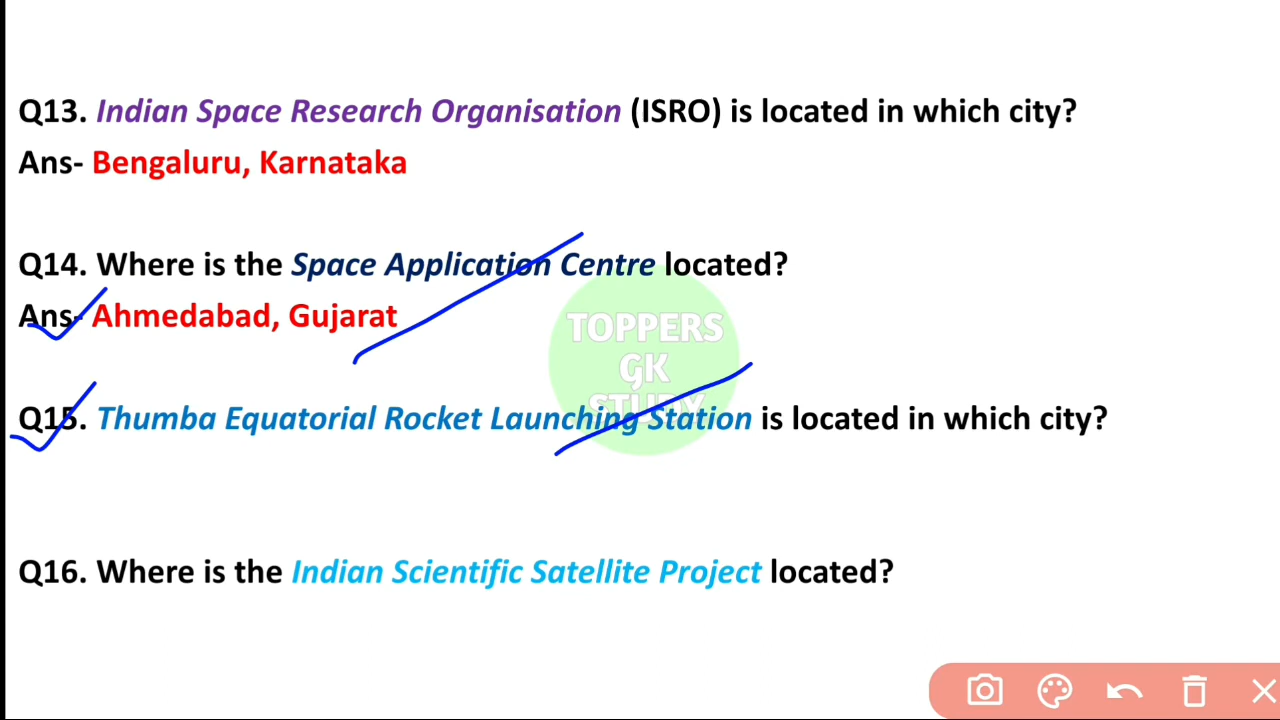 Q13. Indian Space Research Organisation (ISRO) is located in which city?
Ans- Bengaluru, Karnataka
Q14. Where is the Space Application Centre located?
Ans- Ahmedabad, Gujarat
TOPPERS
GK
STUDY
Q15. Thumba Equatorial Rocket Launching Station is located in which city?
Q16. Where is the Indian Scientific Satellite Project located?